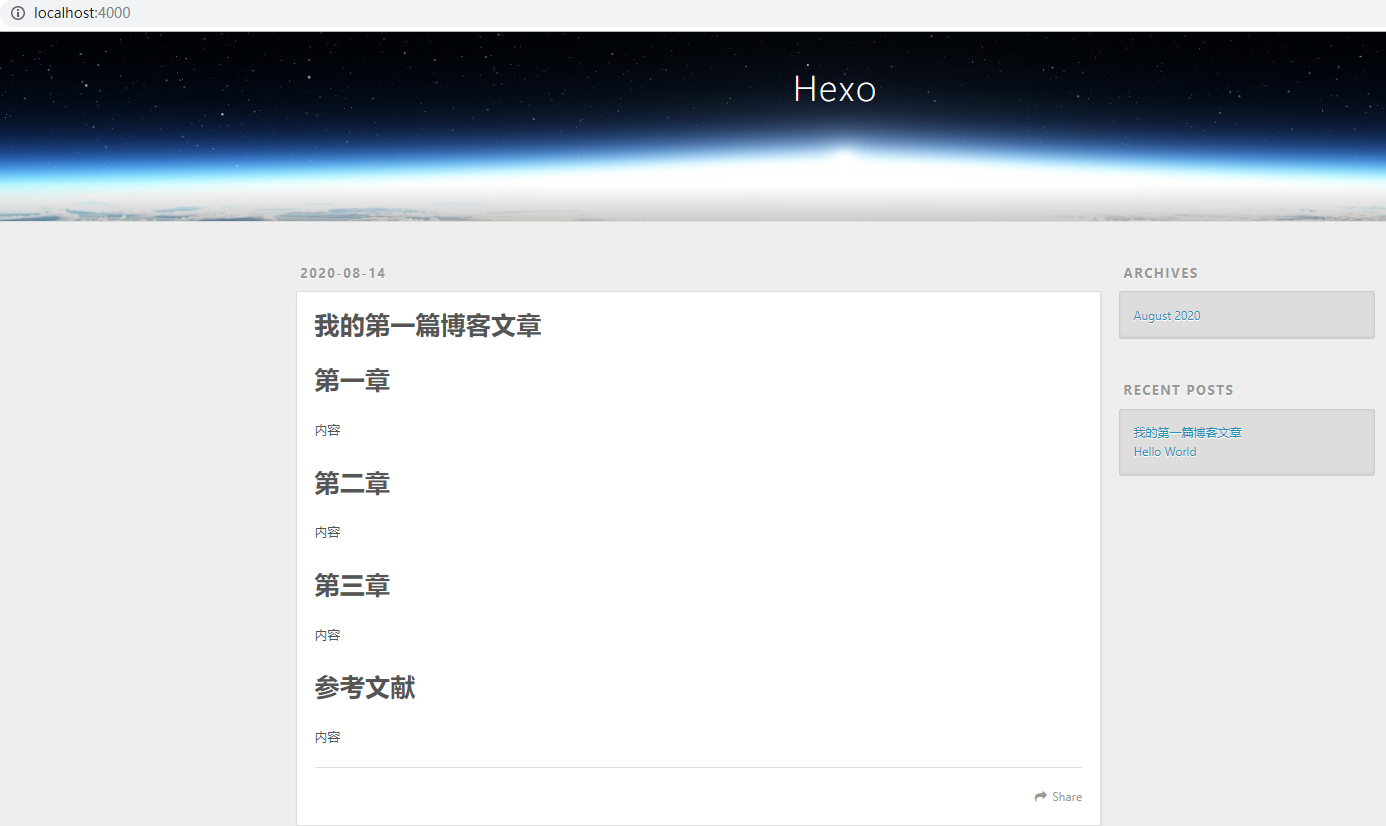 localhost:4000
Hexo
2020-08-14
我的第一篇博客文章
第一章
内容
第二章
内容
第三章
内容
参考文献
内容
Share
ARCHIVES
August 2020
RECENT POSTS
我的第一篇博客文章
Hello World